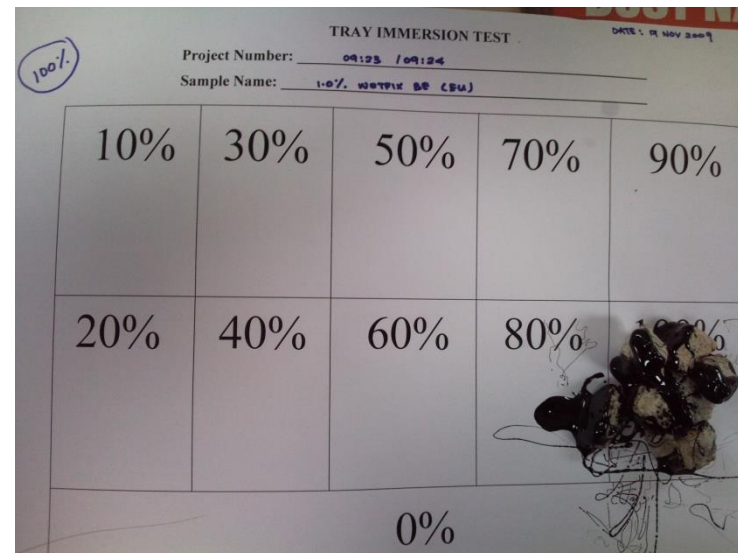 TRAY IMMERSION TEST
DATE : 19 NOV 2009
100%
Project Number: 09:23 / 09:24
Sample Name: 1.0% WETFIX BE (BU)
10% 30% 50% 70% 90%
20% 40% 60% 80% 100%
0%